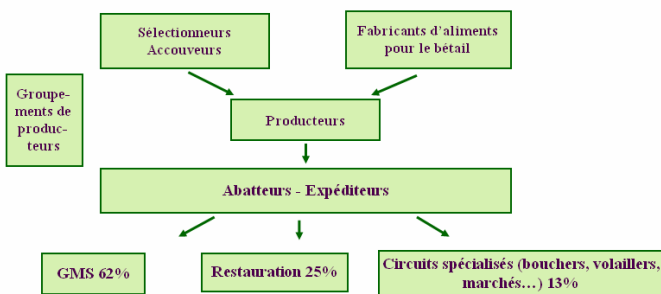 Sélectionneurs
Accouveurs
Fabricants d'aliments
pour le bétail
Groupe-
ments de
produc-
teurs
Producteurs
Abatteurs - Expéditeurs
GMS 62%
Restauration 25%
Circuits spécialisés (bouchers, volaillers,
marchés…) 13%